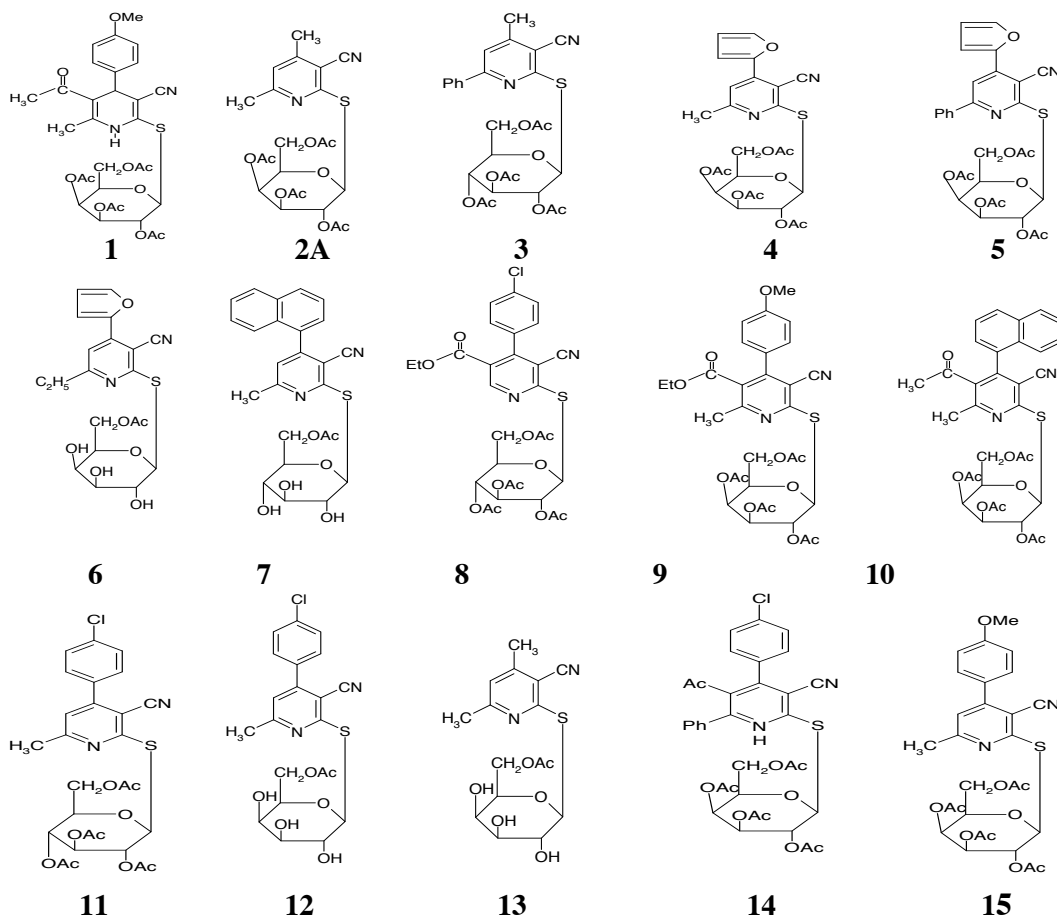 OMe
O
C
H3C
CN
H3C
N
H
S
CH2OAc
OAc
O
OAc
OAc
1
CH3
CN
H3C
N
S
CH2OAc
OAc
O
OAc
OAc
2A
CH3
CN
Ph
N
S
CH2OAc
O
OAc
OAc
OAc
3
O
CN
H3C
N
S
CH2OAc
OAc
O
OAc
OAc
4
O
CN
Ph
N
S
CH2OAc
OAc
O
OAc
OAc
5
O
CN
C2H5
N
S
CH2OAc
OH
O
OH
OH
6
CN
H3C
N
S
CH2OAc
O
OH
OH
OH
7
Cl
O
C
EtO
CN
N
S
CH2OAc
O
OAc
OAc
OAc
8
OMe
O
C
EtO
CN
H3C
N
S
CH2OAc
OAc
O
OAc
OAc
9
O
C
H3C
CN
H3C
N
S
CH2OAc
OAc
O
OAc
OAc
10
Cl
CN
H3C
N
S
CH2OAc
O
OAc
OAc
OAc
11
Cl
CN
H3C
N
S
CH2OAc
OH
O
OH
OH
12
CH3
CN
H3C
N
S
CH2OAc
OH
O
OH
OH
13
Cl
Ac
CN
Ph
N
H
S
CH2OAc
OAc
O
OAc
OAc
14
OMe
CN
H3C
N
S
CH2OAc
OAc
O
OAc
OAc
15